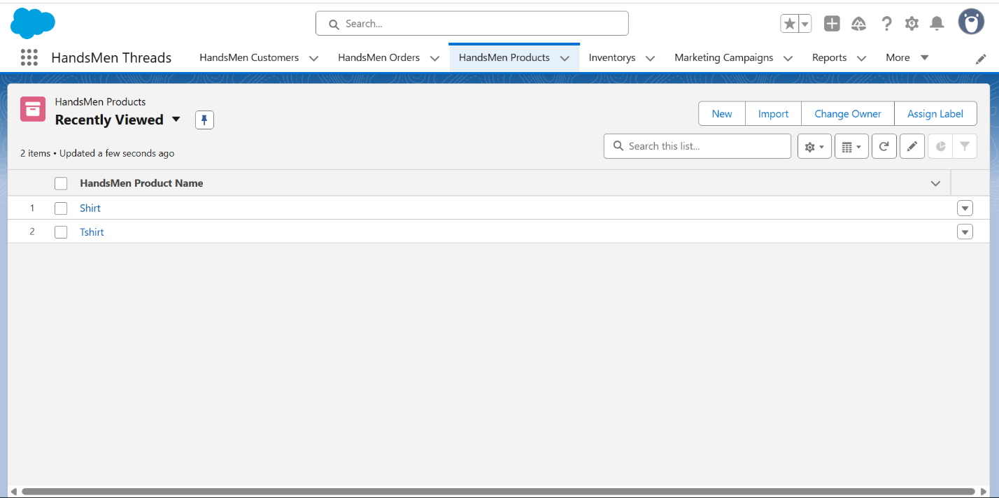 Search...
HandsMen Threads HandsMen Customers HandsMen Orders HandsMen Products Inventorys Marketing Campaigns Reports More
HandsMen Products
Recently Viewed
New Import Change Owner Assign Label
2 items • Updated a few seconds ago
Search this list...
HandsMen Product Name
1 Shirt
2 Tshirt